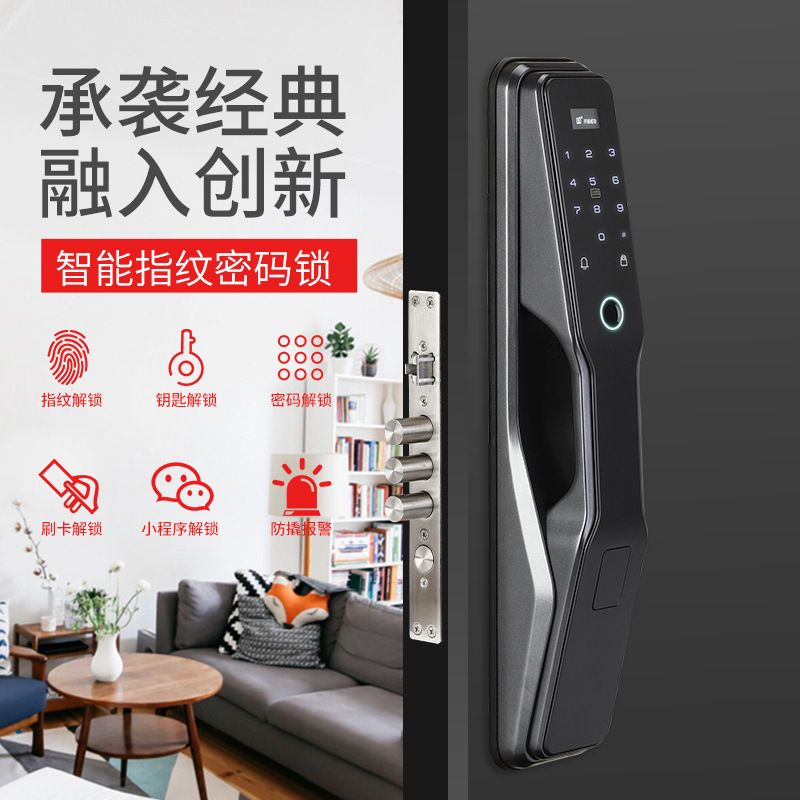 承袭经典
融入创新
智能指纹密码锁
指纹解锁
钥匙解锁
密码解锁
刷卡解锁
小程序解锁
防撬报警
1 2 3
4 5 6
7 8 9
0 #